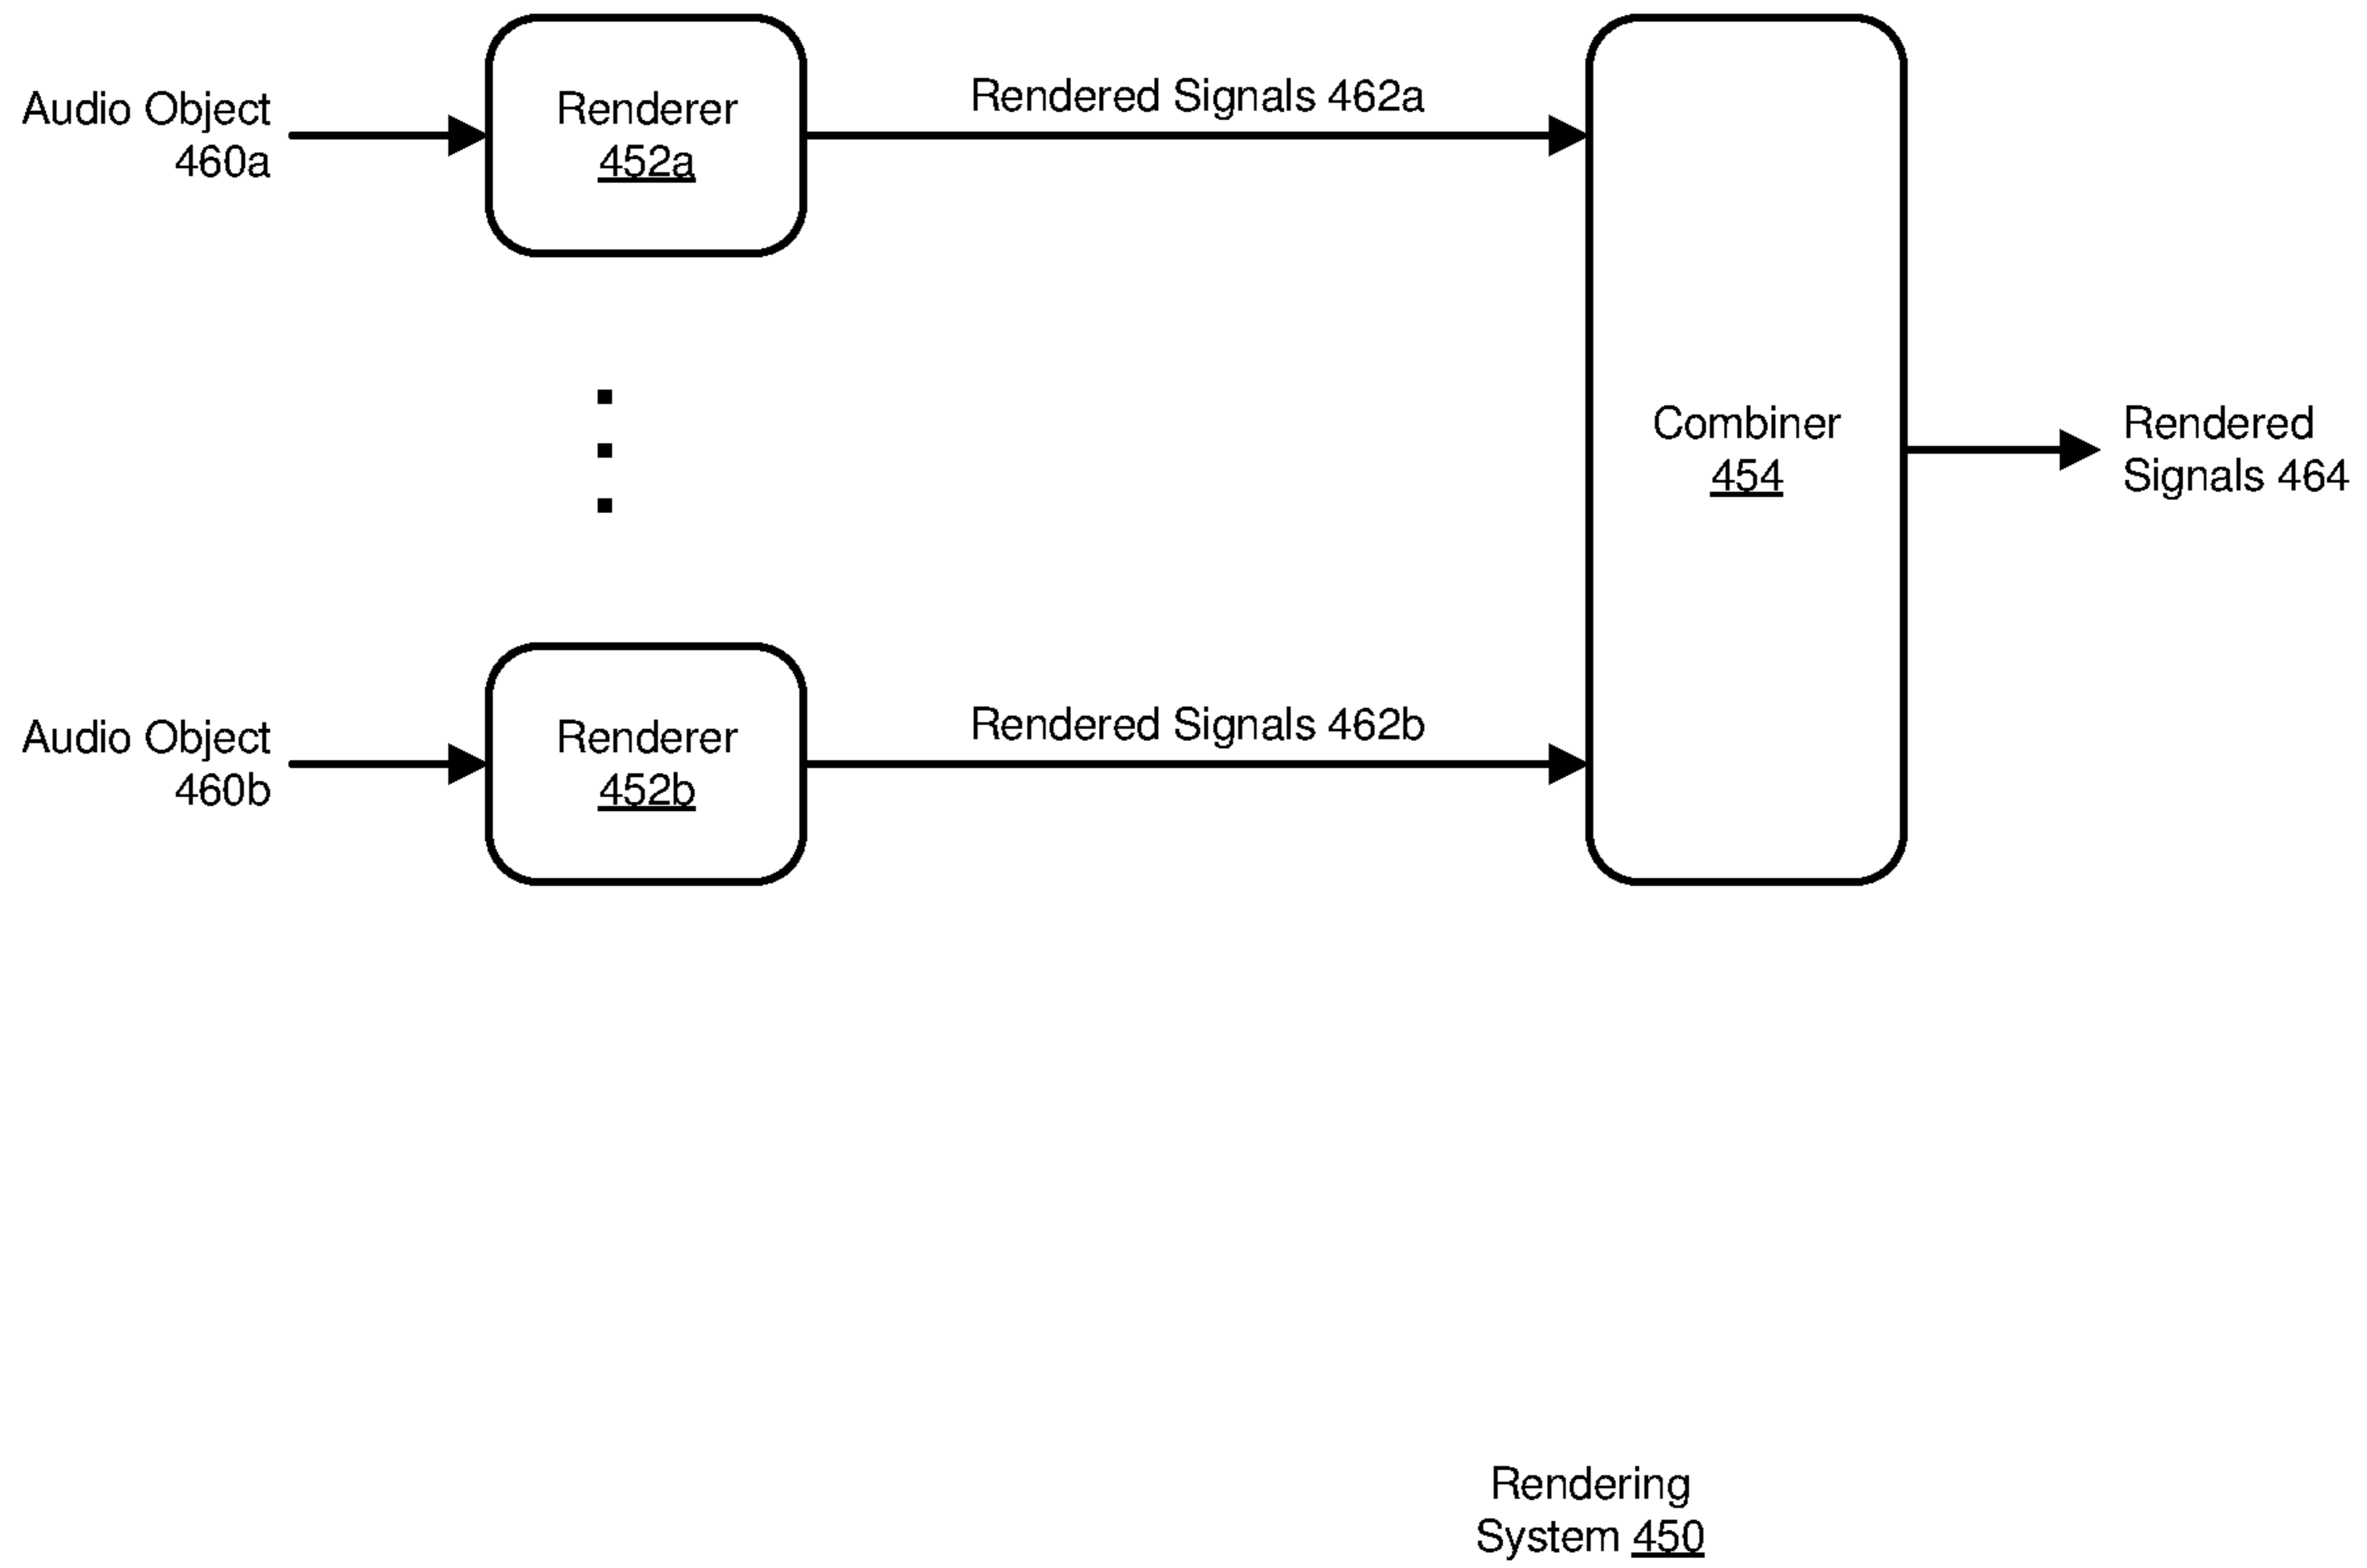 Audio Object
460a
Renderer
452a
Rendered Signals 462a
Combiner
454
Rendered
Signals 464
Audio Object
460b
Renderer
452b
Rendered Signals 462b
Rendering
System 450